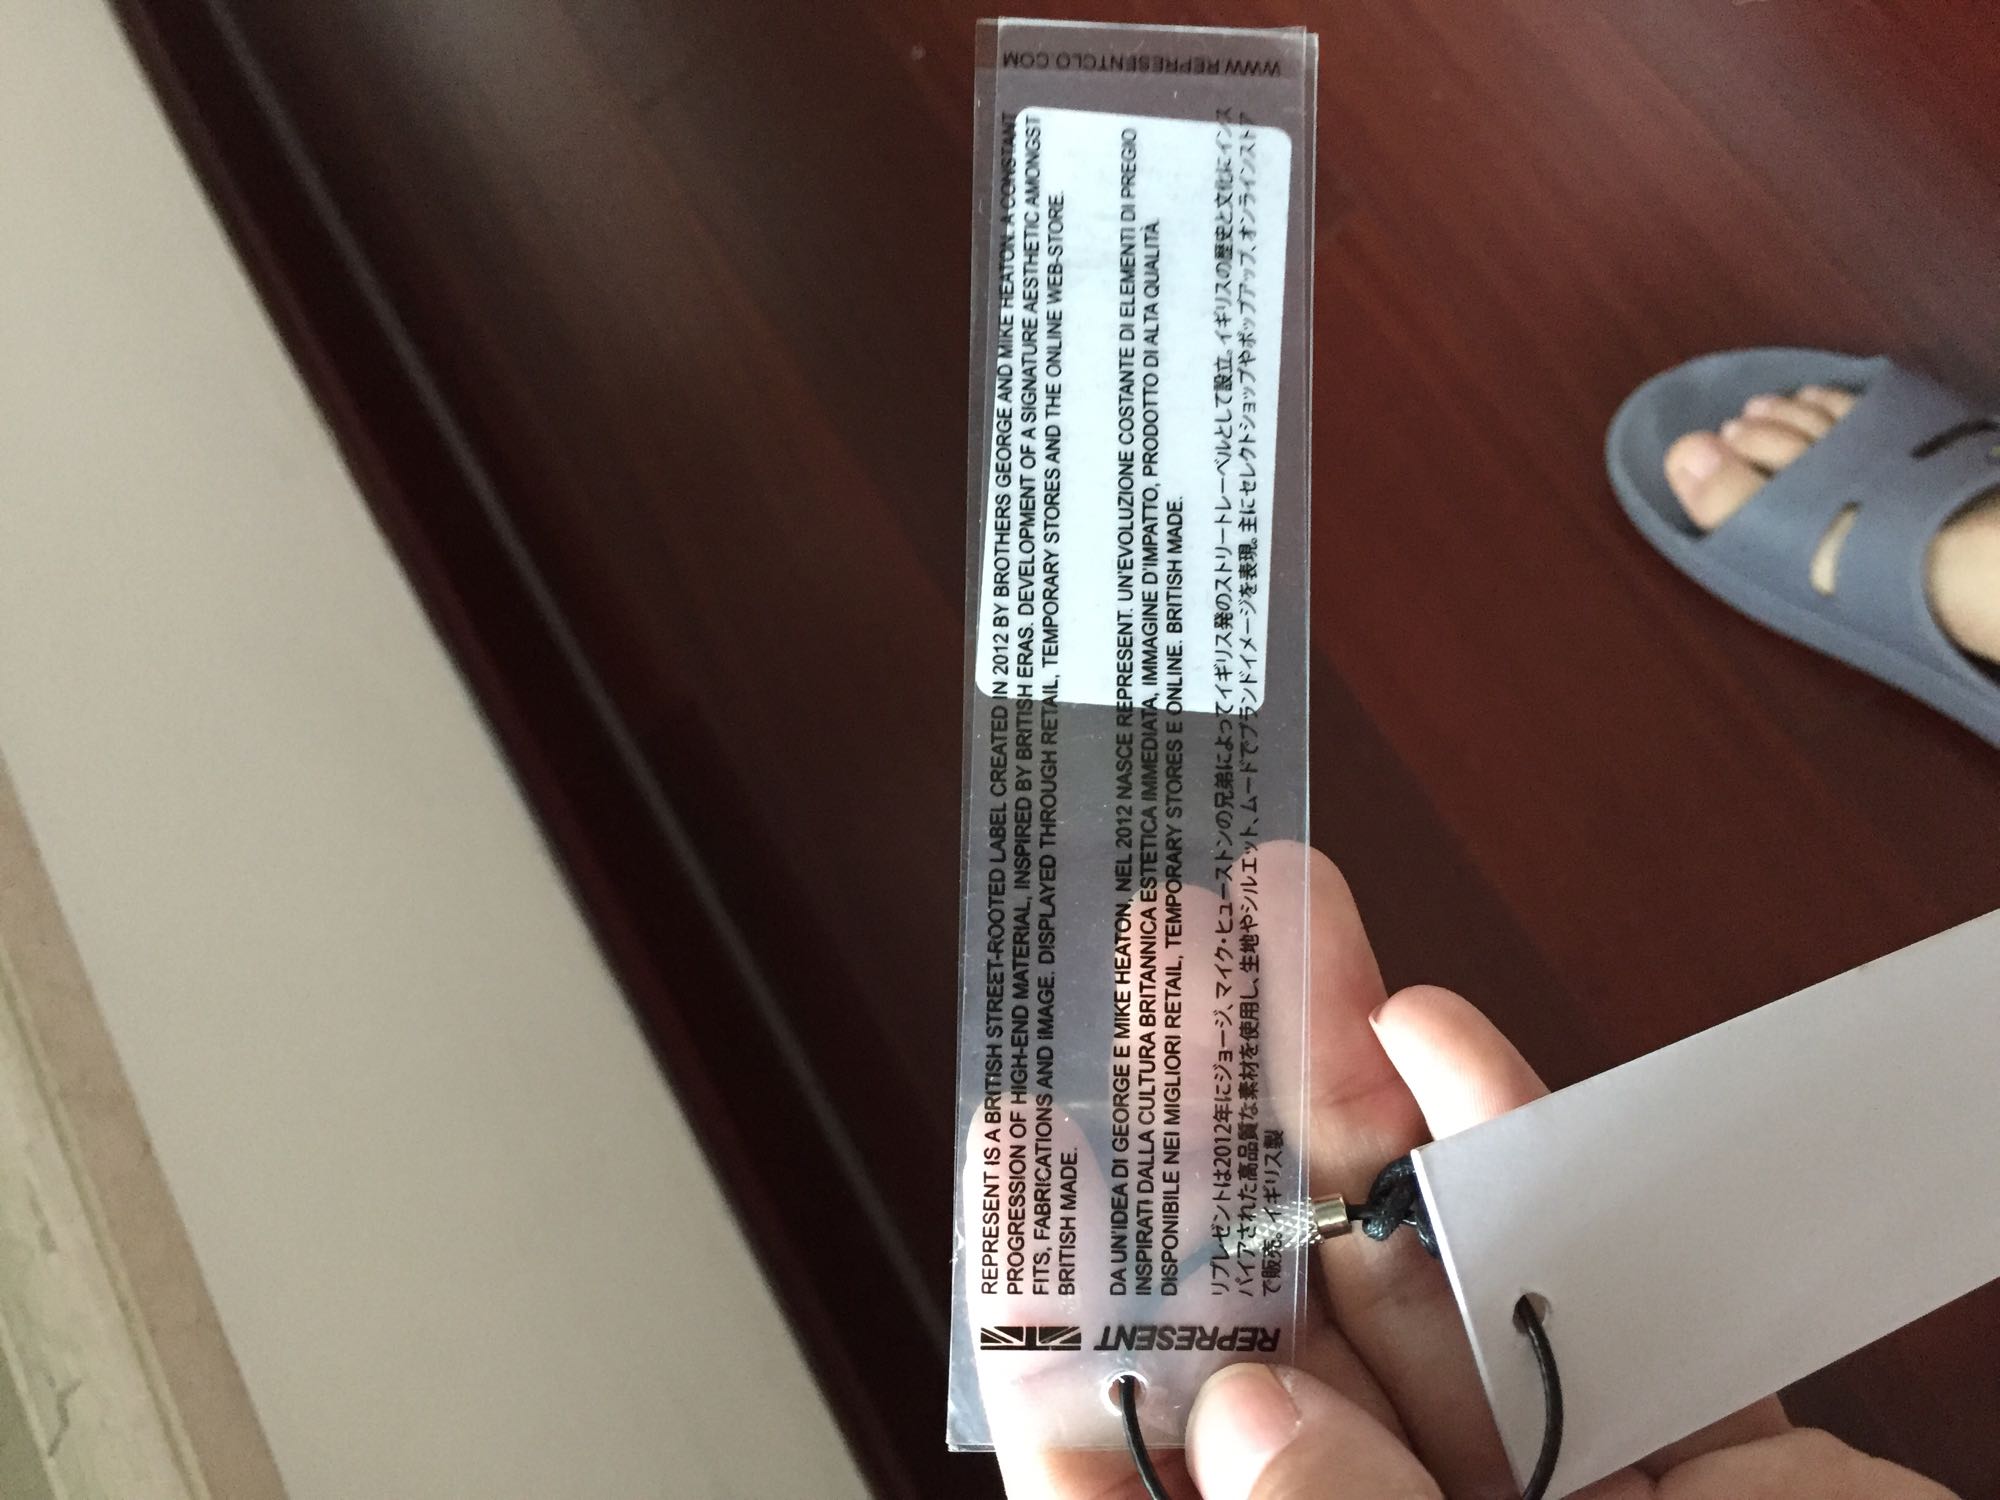 REPRESENT
REPRESENT IS A BRITISH STREET-ROOTED LABEL CREATED IN 2012 BY BROTHERS GEORGE AND MIKE HEATON. A CONSTANT
PROGRESSION OF HIGH-END MATERIAL, INSPIRED BY BRITISH ERAS. DEVELOPMENT OF A SIGNATURE AESTHETIC AMONGST
FITS, FABRICATIONS AND IMAGE. DISPLAYED THROUGH RETAIL, TEMPORARY STORES AND THE ONLINE WEB-STORE.
BRITISH MADE.
DA UN'IDEA DI GEORGE E MIKE HEATON, NEL 2012 NASCE REPRESENT. UN'EVOLUZIONE COSTANTE DI ELEMENTI DI PREGIO
INSPIRATI DALLA CULTURA BRITANNICA ESTETICA IMMEDIATA, IMMAGINE D'IMPATTO, PRODOTTO DI ALTA QUALITÀ.
DISPONIBILE NEI MIGLIORI RETAIL, TEMPORARY STORES E ONLINE. BRITISH MADE.
リプレゼントは2012年にジョージ、マイク・ヒューストンの兄弟によってイギリス発のストリートレーベルとして設立。イギリスの歴史と文化にインス
パイアされた高品質な素材を使用し、生地やシルエット、ムードでブランドイメージを表現。主にセレクトショップやポップアップ、オンラインストア
で販売。イギリス製
WWW.REPRESENTCLO.COM